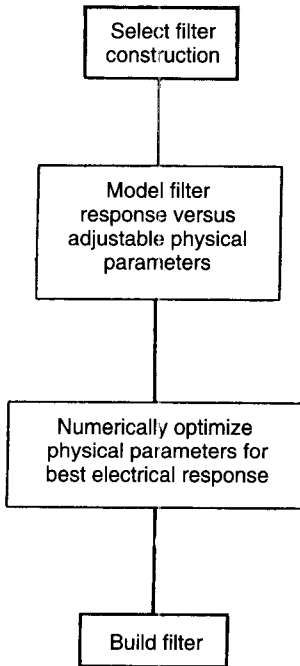 Select filter
construction
Model filter
response versus
adjustable physical
parameters
Numerically optimize
physical parameters for
best electrical response
Build filter